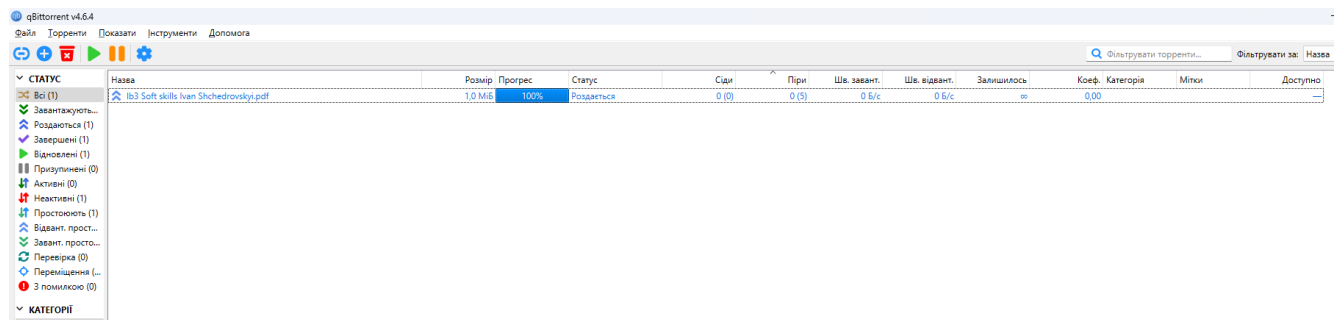 qBittorrent v4.6.4
Файл Торренти Показати Інструменти Допомога
Фільтрувати торренти... Фільтрувати за: Назва
СТАТУС
Назва Розмір Прогрес Статус Сіди Піри Шв. завант. Шв. відвант. Залишилось Коеф. Категорія Мітки Доступно
Всі (1)
lb3 Soft skills Ivan Shchedrovskyi.pdf 1,0 МіБ 100% Роздається 0 (0) 0 (5) 0 Б/с 0 Б/с ∞ 0,00 —
Завантажують...
Роздаються (1)
Завершені (1)
Відновлені (1)
Призупинені (0)
Активні (0)
Неактивні (1)
Простоюють (1)
Відвант. прост...
Завант. просто...
Перевірка (0)
Переміщення (...
З помилкою (0)
КАТЕГОРІЇ